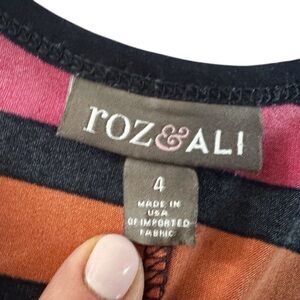 roz&ALI
4
MADE IN
USA
OF IMPORTED
FABRIC